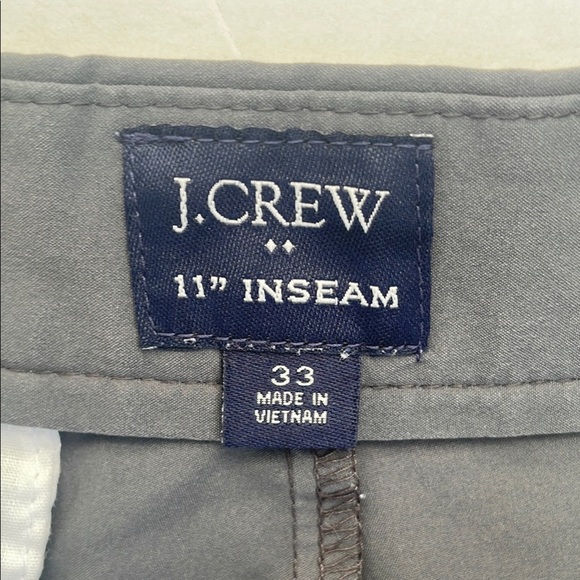 J.CREW
11” INSEAM
33
MADE IN
VIETNAM